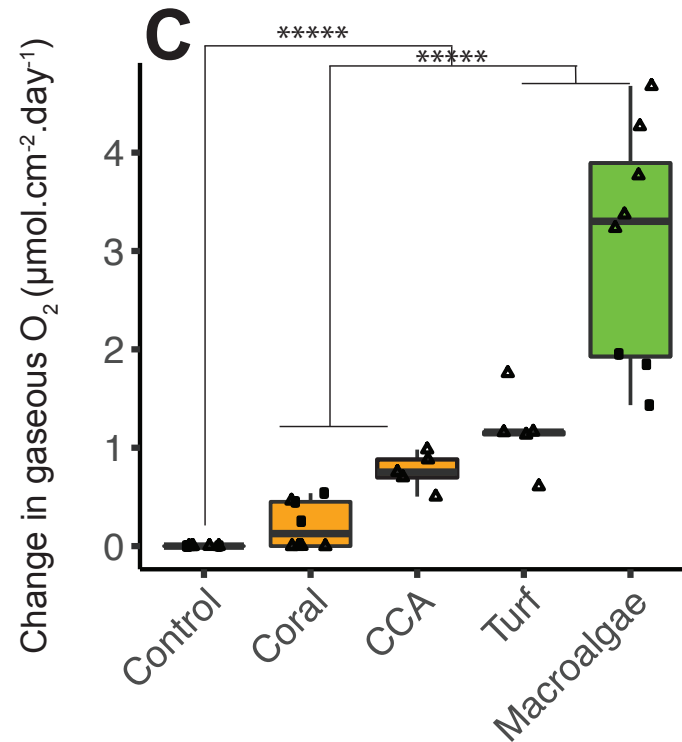 C
*****
*****
Change in gaseous O₂ (μmol.cm⁻².day⁻¹)
4
3
2
1
0
Control
Coral
CCA
Turf
Macroalgae